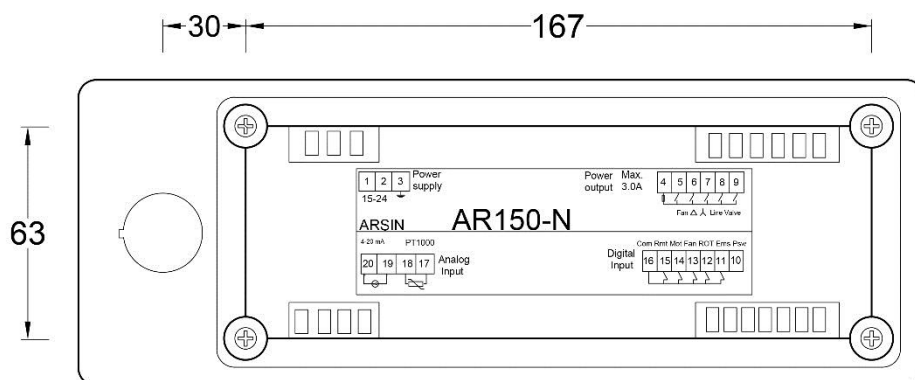 30
167
63
1 2 3 Power supply
15-24
Power output Max. 3.0A
4 5 6 7 8 9
Fan Line Valve
ARSIN AR150-N
4-20 mA PT1000
20 19 18 17 Analog Input
Com Rmt Mot Fan ROT Ems Psw
Digital Input
16 15 14 13 12 11 10